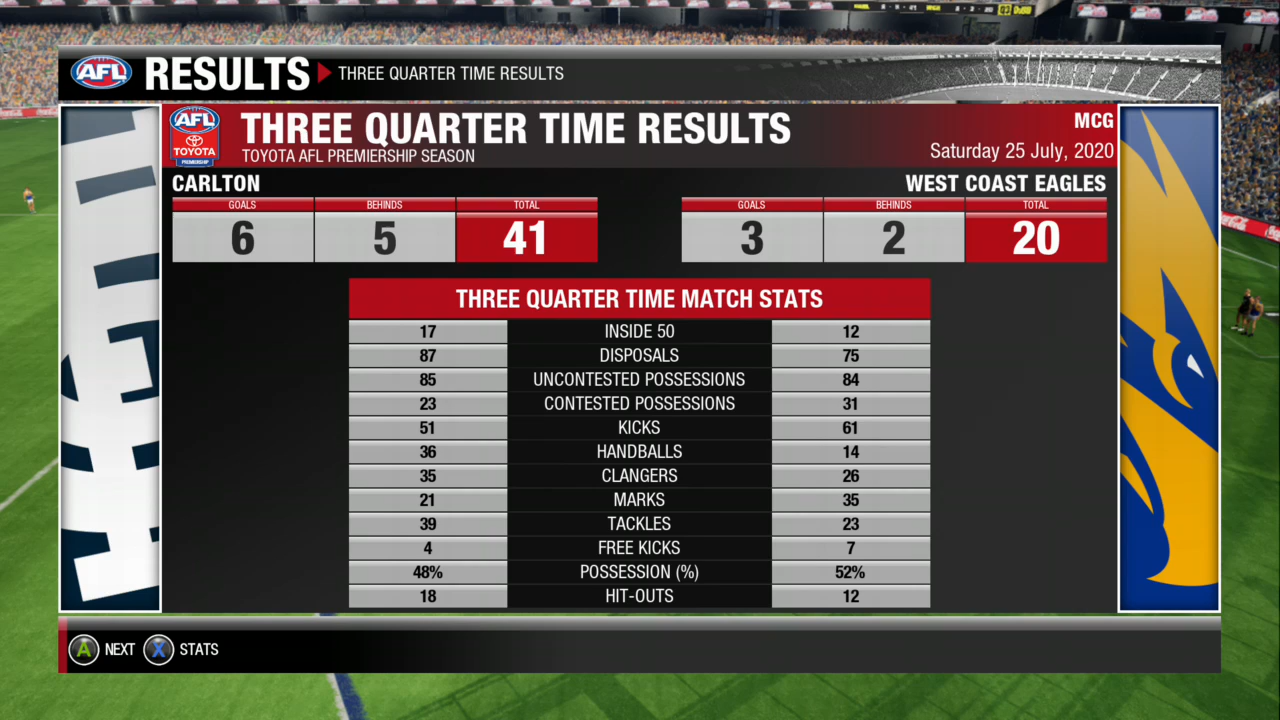 AFL RESULTS THREE QUARTER TIME RESULTS
AFL TOYOTA PREMIERSHIP
THREE QUARTER TIME RESULTS
MCG
TOYOTA AFL PREMIERSHIP SEASON
Saturday 25 July, 2020
CARLTON WEST COAST EAGLES
GOALS BEHINDS TOTAL GOALS BEHINDS TOTAL
6 5 41 3 2 20
THREE QUARTER TIME MATCH STATS
17 INSIDE 50 12
87 DISPOSALS 75
85 UNCONTESTED POSSESSIONS 84
23 CONTESTED POSSESSIONS 31
51 KICKS 61
36 HANDBALLS 14
35 CLANGERS 26
21 MARKS 35
39 TACKLES 23
4 FREE KICKS 7
48% POSSESSION (%) 52%
18 HIT-OUTS 12
A NEXT X STATS